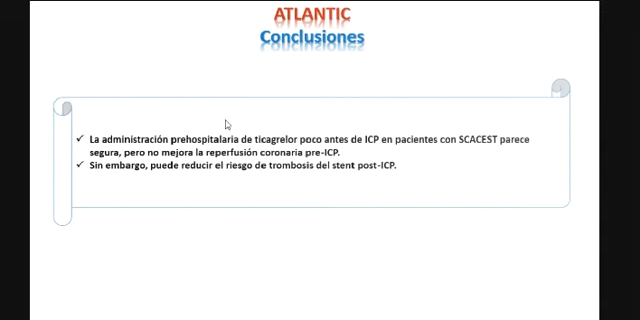 ATLANTIC
Conclusiones
✓ La administración prehospitalaria de ticagrelor poco antes de ICP en pacientes con SCACEST parece
segura, pero no mejora la reperfusión coronaria pre-ICP.
✓ Sin embargo, puede reducir el riesgo de trombosis del stent post-ICP.